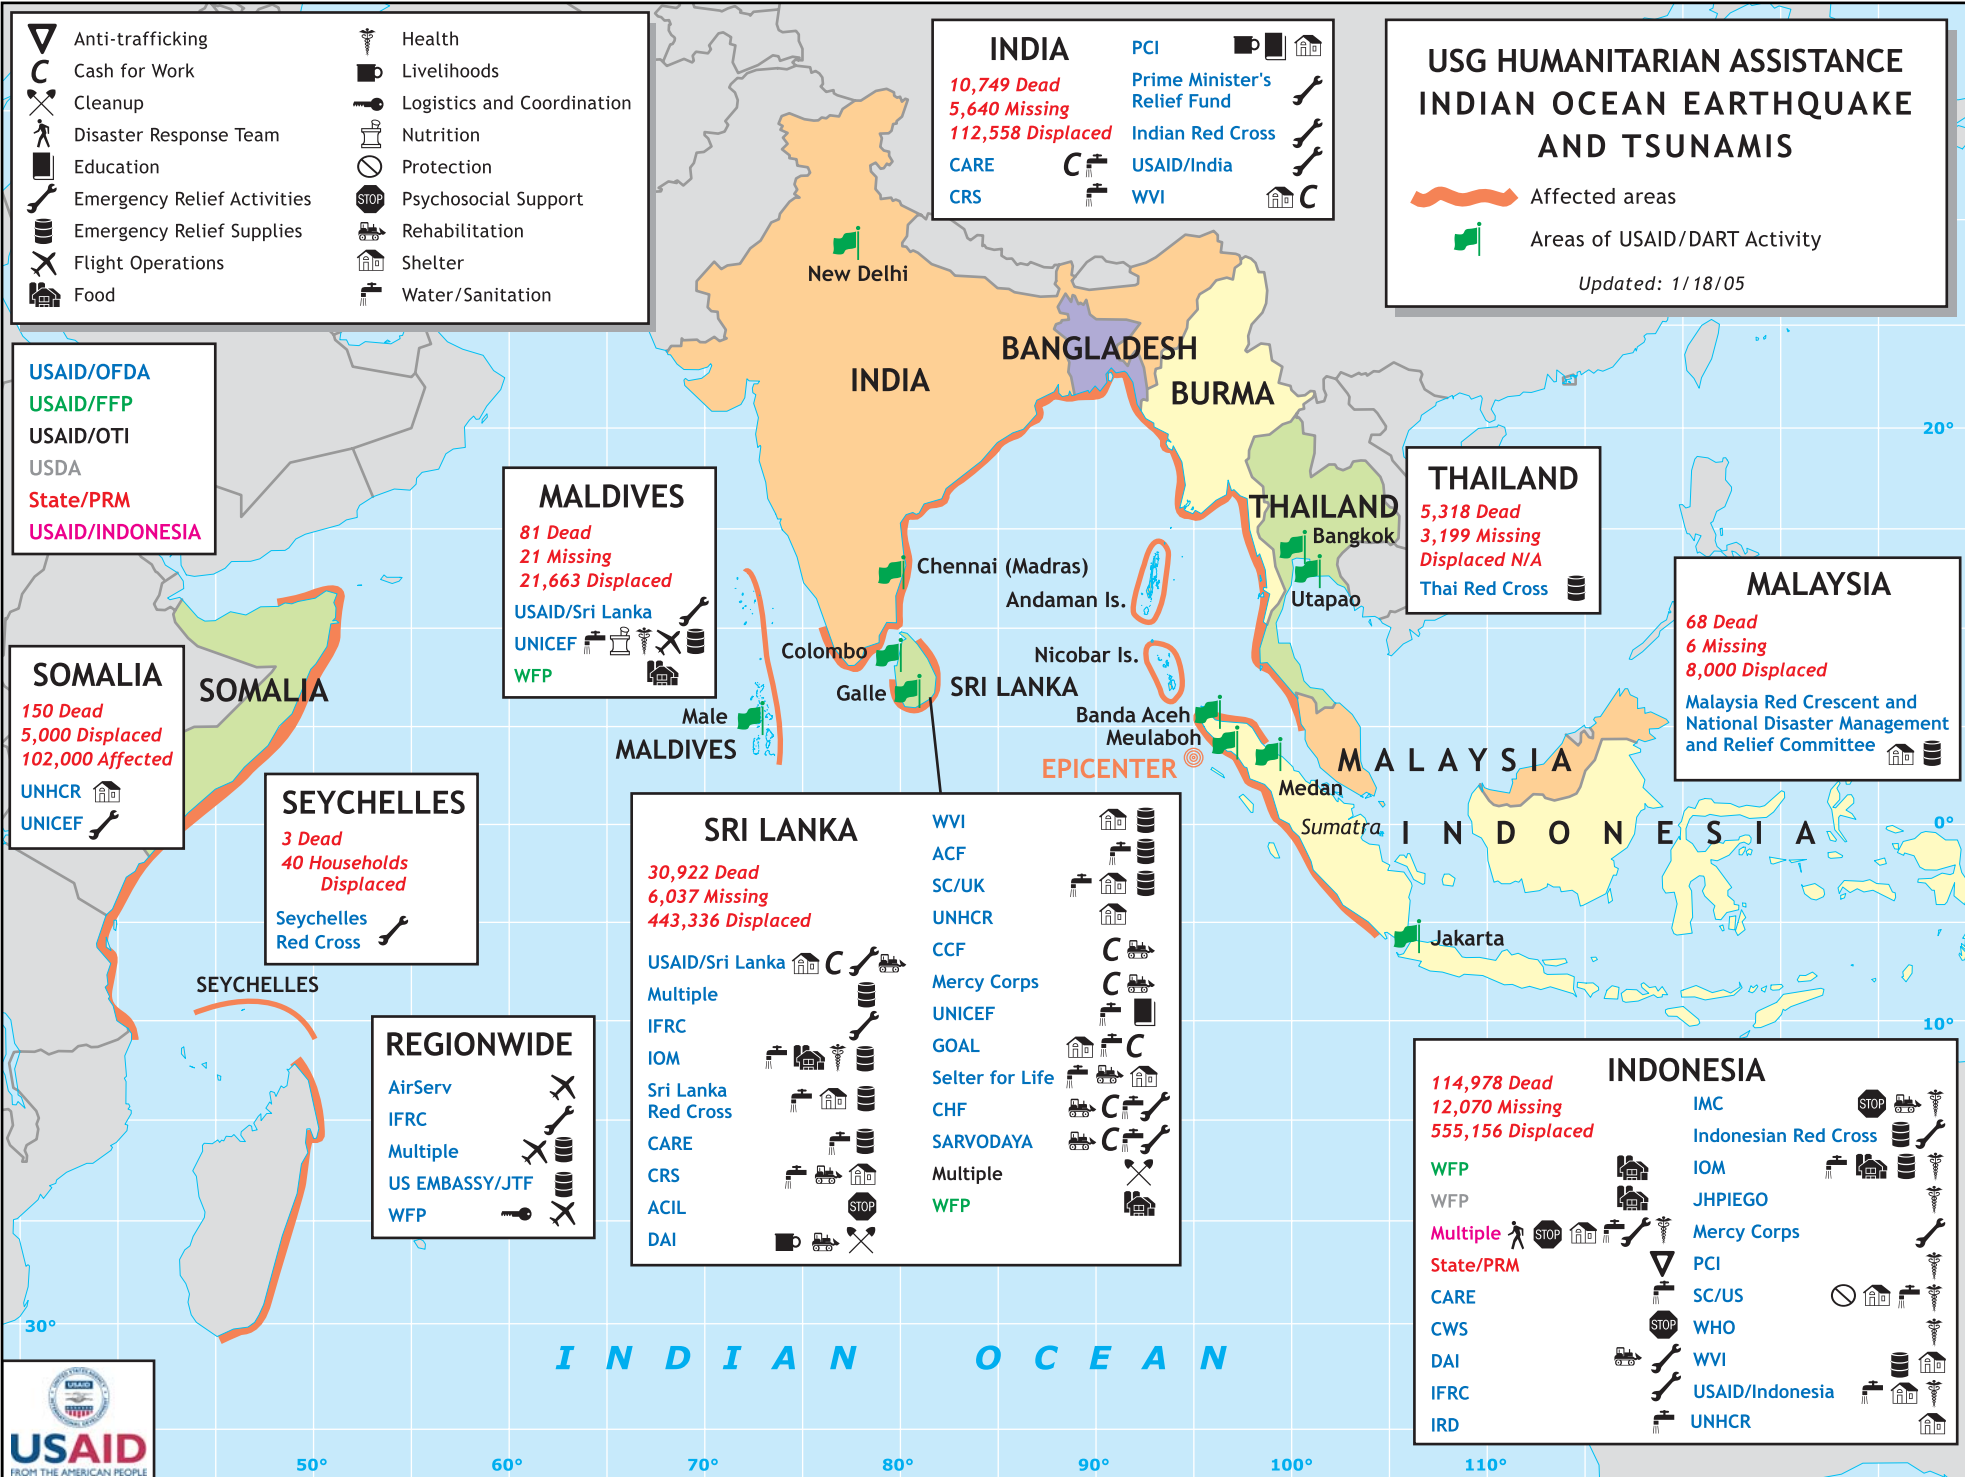 Anti-trafficking
Cash for Work
Cleanup
Disaster Response Team
Education
Emergency Relief Activities
Emergency Relief Supplies
Flight Operations
Food
Health
Livelihoods
Logistics and Coordination
Nutrition
Protection
STOP Psychosocial Support
Rehabilitation
Shelter
Water/Sanitation
USAID/OFDA
USAID/FFP
USAID/OTI
USDA
State/PRM
USAID/INDONESIA
INDIA
10,749 Dead
5,640 Missing
112,558 Displaced
CARE C
CRS
PCI
Prime Minister's
Relief Fund
Indian Red Cross
USAID/India
WVI C
USG HUMANITARIAN ASSISTANCE
INDIAN OCEAN EARTHQUAKE
AND TSUNAMIS
Affected areas
Areas of USAID/DART Activity
Updated: 1/18/05
New Delhi
INDIA
BANGLADESH
BURMA
THAILAND
Bangkok
Utapao
Chennai (Madras)
Andaman Is.
Nicobar Is.
Colombo
Galle
SRI LANKA
Male
MALDIVES
Banda Aceh
Meulaboh
EPICENTER
Medan
Sumatra
MALAYSIA
INDONESIA
Jakarta
SOMALIA
SEYCHELLES
INDIAN OCEAN
MALDIVES
81 Dead
21 Missing
21,663 Displaced
USAID/Sri Lanka
UNICEF
WFP
THAILAND
5,318 Dead
3,199 Missing
Displaced N/A
Thai Red Cross
MALAYSIA
68 Dead
6 Missing
8,000 Displaced
Malaysia Red Crescent and
National Disaster Management
and Relief Committee
SOMALIA
150 Dead
5,000 Displaced
102,000 Affected
UNHCR
UNICEF
SEYCHELLES
3 Dead
40 Households
Displaced
Seychelles
Red Cross
REGIONWIDE
AirServ
IFRC
Multiple
US EMBASSY/JTF
WFP
SRI LANKA
30,922 Dead
6,037 Missing
443,336 Displaced
USAID/Sri Lanka C
Multiple
IFRC
IOM
Sri Lanka
Red Cross
CARE
CRS
ACIL STOP
DAI
WVI
ACF
SC/UK
UNHCR
CCF C
Mercy Corps C
UNICEF
GOAL C
Selter for Life
CHF C
SARVODAYA C
Multiple
WFP
INDONESIA
114,978 Dead
12,070 Missing
555,156 Displaced
WFP
WFP
Multiple STOP
State/PRM
CARE
CWS STOP
DAI
IFRC
IRD
IMC STOP
Indonesian Red Cross
IOM
JHPIEGO
Mercy Corps
PCI
SC/US
WHO
WVI
USAID/Indonesia
UNHCR
20°
0°
10°
30°
50°
60°
70°
80°
90°
100°
110°
USAID
USAID
FROM THE AMERICAN PEOPLE